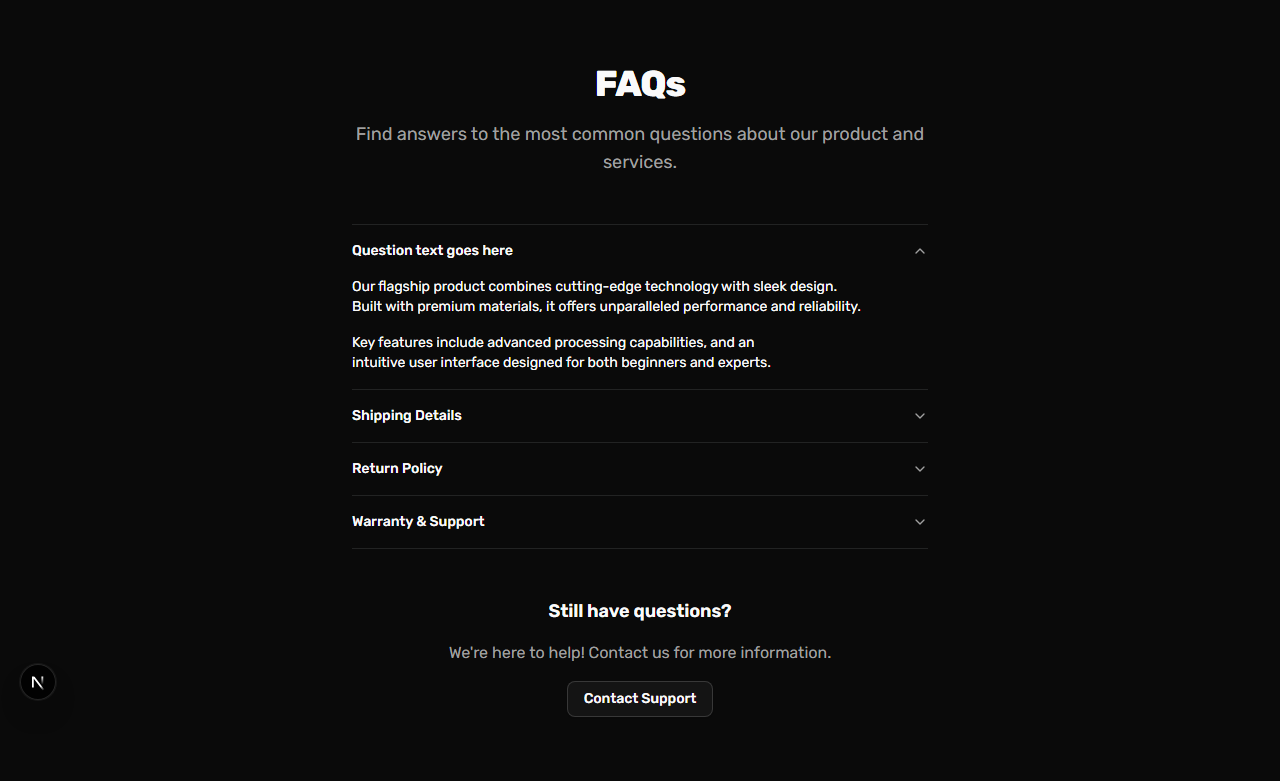 FAQs
Find answers to the most common questions about our product and
services.
Question text goes here
Our flagship product combines cutting-edge technology with sleek design.
Built with premium materials, it offers unparalleled performance and reliability.
Key features include advanced processing capabilities, and an
intuitive user interface designed for both beginners and experts.
Shipping Details
Return Policy
Warranty & Support
Still have questions?
We're here to help! Contact us for more information.
N
Contact Support